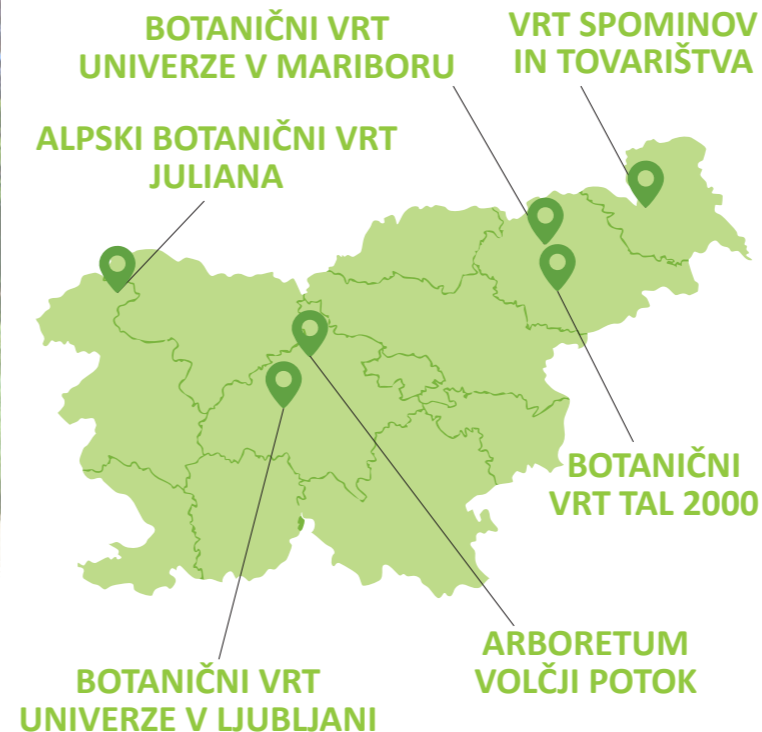 BOTANIČNI VRT
UNIVERZE V MARIBORU
VRT SPOMINOV
IN TOVARIŠTVA
ALPSKI BOTANIČNI VRT
JULIANA
BOTANIČNI
VRT TAL 2000
ARBORETUM
VOLČJI POTOK
BOTANIČNI VRT
UNIVERZE V LJUBLJANI